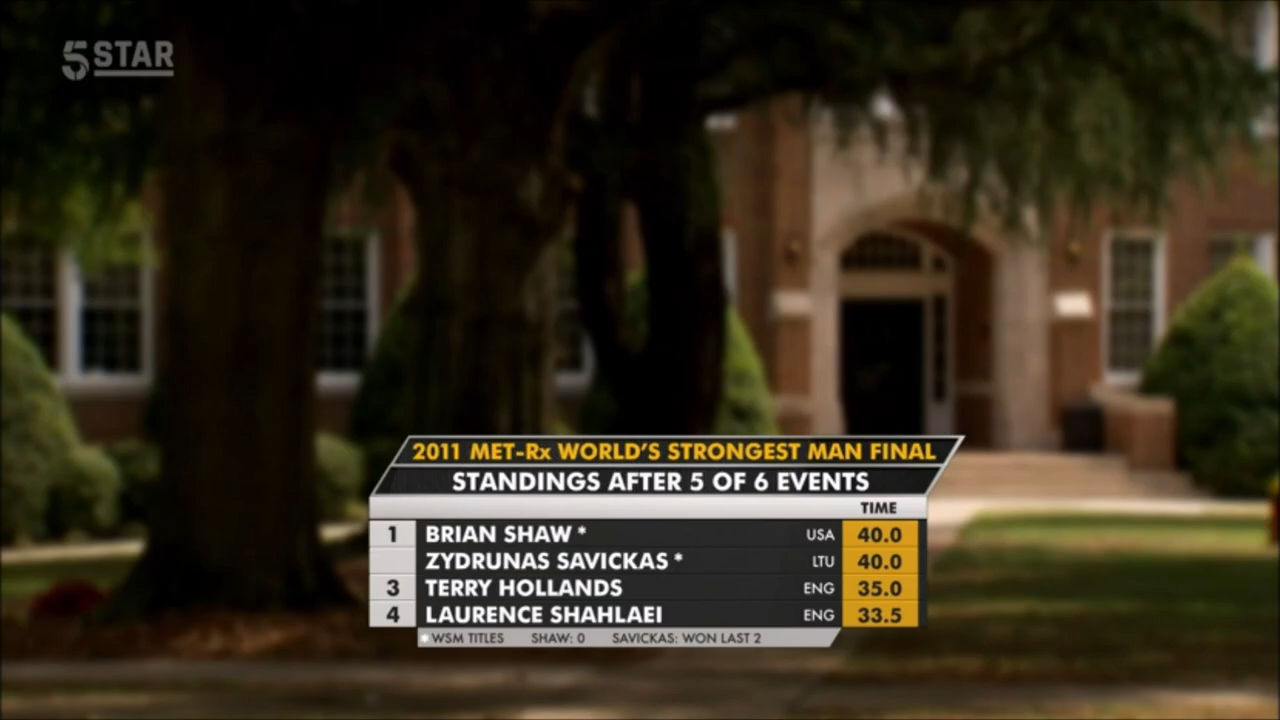 5STAR
2011 MET-Rx WORLD'S STRONGEST MAN FINAL
STANDINGS AFTER 5 OF 6 EVENTS
TIME
1 BRIAN SHAW * USA 40.0
ZYDRUNAS SAVICKAS * LTU 40.0
3 TERRY HOLLANDS ENG 35.0
4 LAURENCE SHAHLAEI ENG 33.5
* WSM TITLES SHAW: 0 SAVICKAS: WON LAST 2